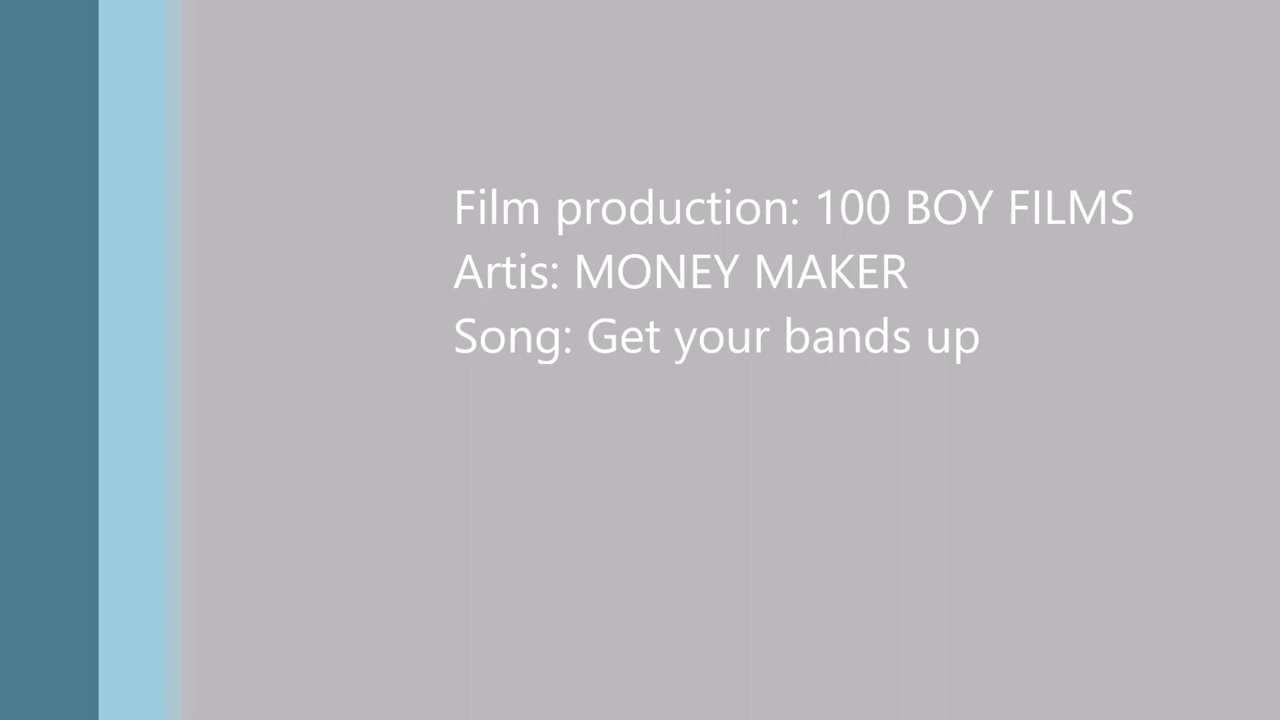 Film production: 100 BOY FILMS
Artis: MONEY MAKER
Song: Get your bands up